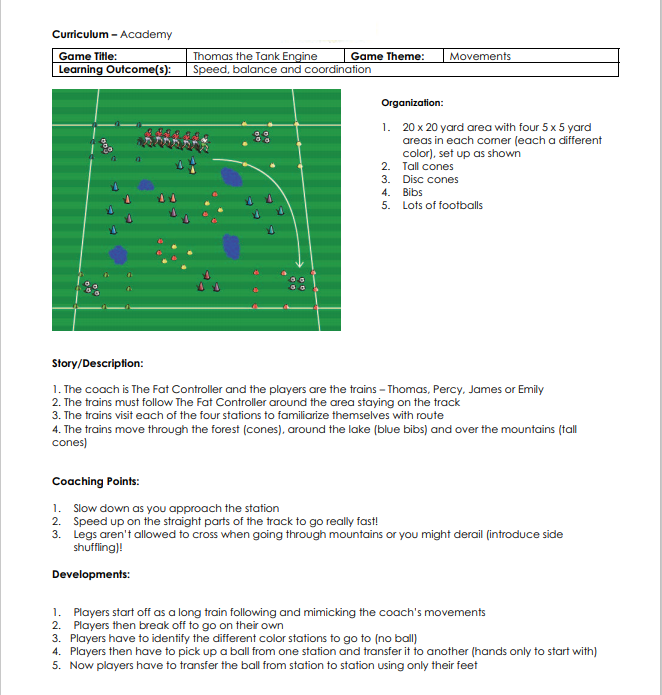 Curriculum – Academy
Game Title: Thomas the Tank Engine Game Theme: Movements
Learning Outcome(s): Speed, balance and coordination
Organization:
1. 20 x 20 yard area with four 5 x 5 yard
areas in each corner (each a different
color), set up as shown
2. Tall cones
3. Disc cones
4. Bibs
5. Lots of footballs
Story/Description:
1. The coach is The Fat Controller and the players are the trains – Thomas, Percy, James or Emily
2. The trains must follow The Fat Controller around the area staying on the track
3. The trains visit each of the four stations to familiarize themselves with route
4. The trains move through the forest (cones), around the lake (blue bibs) and over the mountains (tall
cones)
Coaching Points:
1. Slow down as you approach the station
2. Speed up on the straight parts of the track to go really fast!
3. Legs aren't allowed to cross when going through mountains or you might derail (introduce side
shuffling)!
Developments:
1. Players start off as a long train following and mimicking the coach's movements
2. Players then break off to go on their own
3. Players have to identify the different color stations to go to (no ball)
4. Players then have to pick up a ball from one station and transfer it to another (hands only to start with)
5. Now players have to transfer the ball from station to station using only their feet